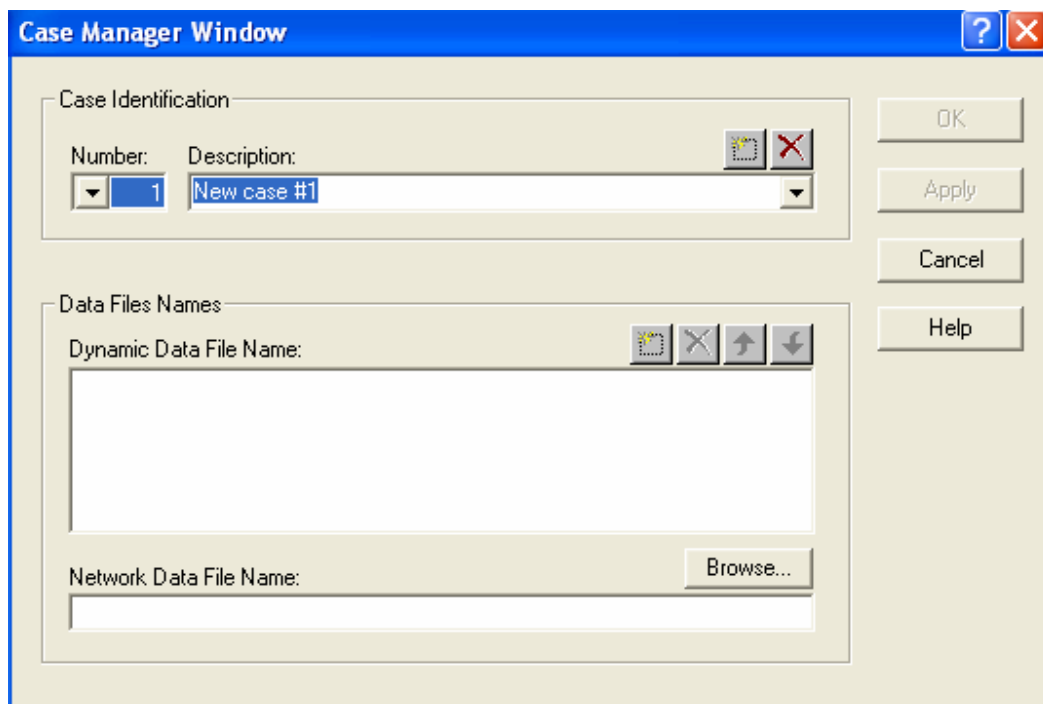 Case Manager Window
Case Identification
OK
Number:
Description:
1
New case #1
Apply
Cancel
Data Files Names
Help
Dynamic Data File Name:
Browse...
Network Data File Name: